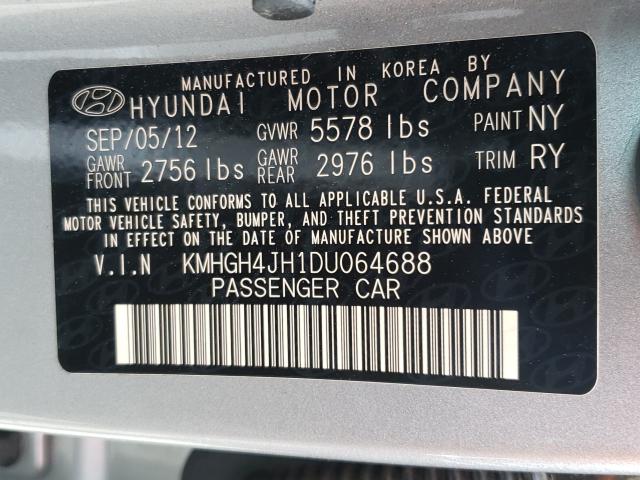 MANUFACTURED IN KOREA BY
HYUNDAI MOTOR COMPANY
SEP/05/12 GVWR 5578 lbs PAINT NY
GAWR FRONT 2756 lbs GAWR REAR 2976 lbs TRIM RY
THIS VEHICLE CONFORMS TO ALL APPLICABLE U.S.A. FEDERAL
MOTOR VEHICLE SAFETY, BUMPER, AND THEFT PREVENTION STANDARDS
IN EFFECT ON THE DATE OF MANUFACTURE SHOWN ABOVE.
V.I.N KMHGH4JH1DU064688
PASSENGER CAR